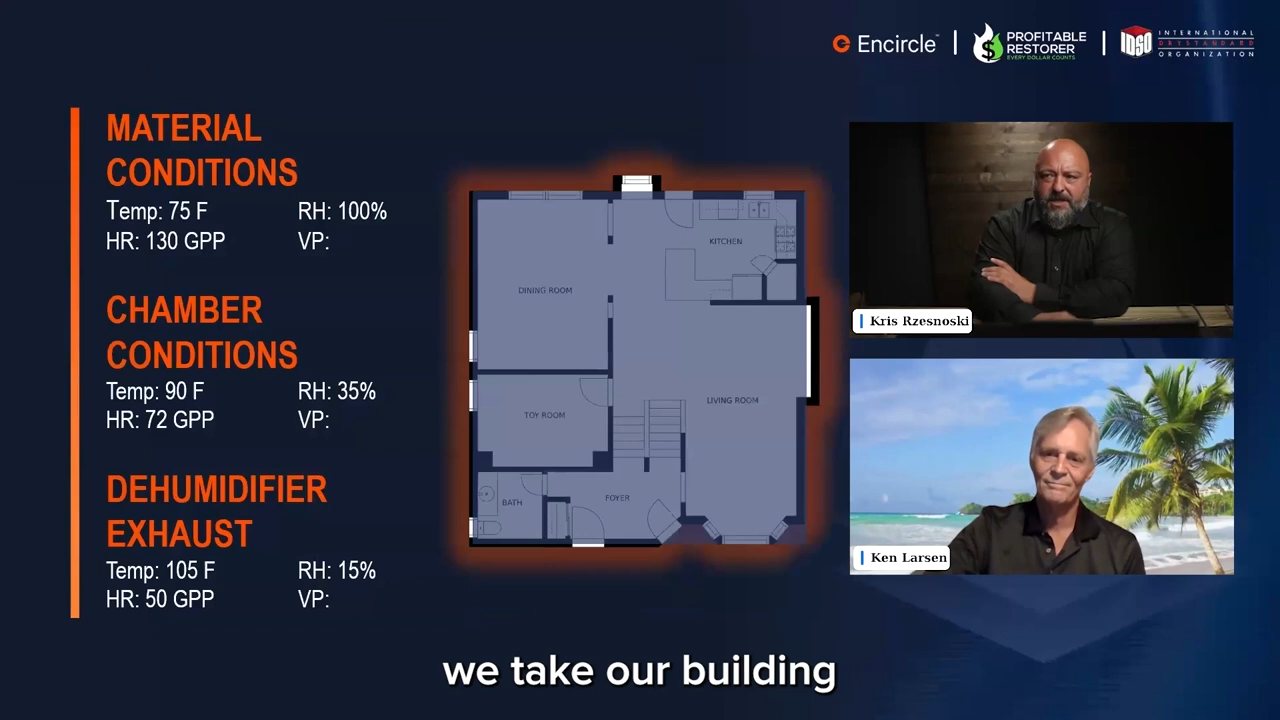 Encircle
PROFITABLE
RESTORER
EVERY DOLLAR COUNTS
IDSO
INTERNATIONAL
DRYSTANDARD
ORGANIZATION
MATERIAL
CONDITIONS
Temp: 75 F RH: 100%
HR: 130 GPP VP:
CHAMBER
CONDITIONS
Temp: 90 F RH: 35%
HR: 72 GPP VP:
DEHUMIDIFIER
EXHAUST
Temp: 105 F RH: 15%
HR: 50 GPP VP:
KITCHEN
DINING ROOM
LIVING ROOM
TOY ROOM
BATH
FOYER
Kris Rzesnoski
Ken Larsen
we take our building